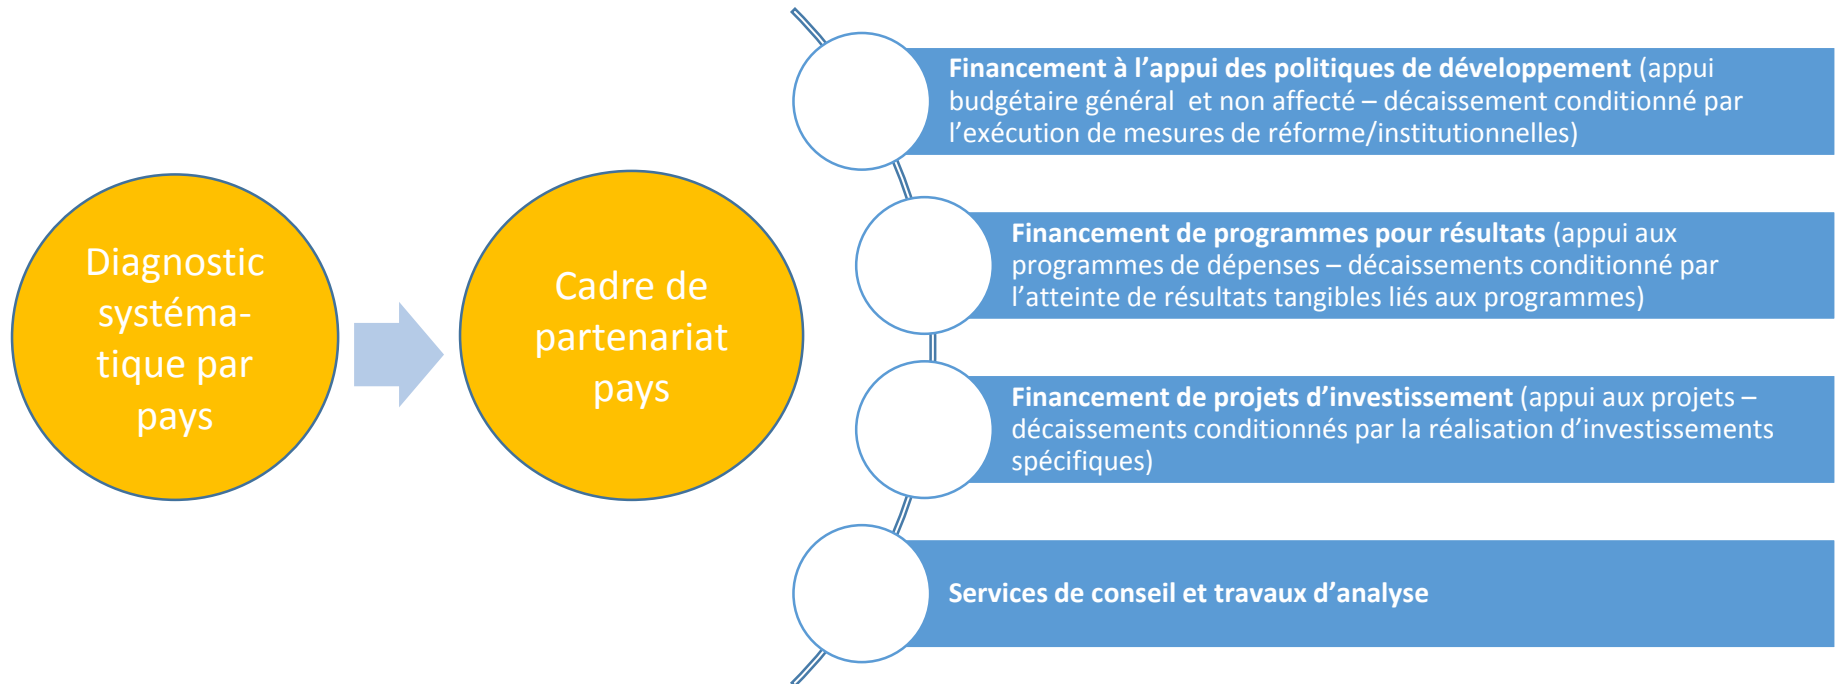 Diagnostic
systéma-
tique par
pays
Cadre de
partenariat
pays
Financement à l’appui des politiques de développement (appui
budgétaire général et non affecté – décaissement conditionné par
l’exécution de mesures de réforme/institutionnelles)
Financement de programmes pour résultats (appui aux
programmes de dépenses – décaissements conditionné par
l’atteinte de résultats tangibles liés aux programmes)
Financement de projets d’investissement (appui aux projets –
décaissements conditionnés par la réalisation d’investissements
spécifiques)
Services de conseil et travaux d’analyse